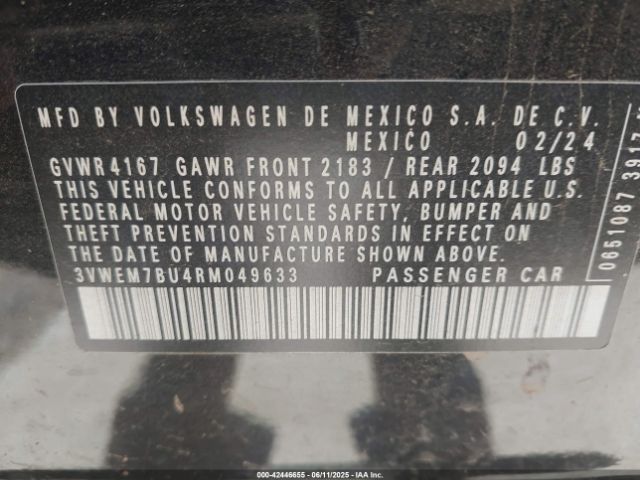 MFD BY VOLKSWAGEN DE MEXICO S.A. DE C.V.
MEXICO 02/24
GVWR 4167 GAWR FRONT 2183 / REAR 2094 LBS
THIS VEHICLE CONFORMS TO ALL APPLICABLE U.S.
FEDERAL MOTOR VEHICLE SAFETY, BUMPER AND
THEFT PREVENTION STANDARDS IN EFFECT ON
THE DATE OF MANUFACTURE SHOWN ABOVE.
3VWEM7BU4RM049633 PASSENGER CAR
0651087
000-42446655 - 06/11/2025 - IAA Inc.